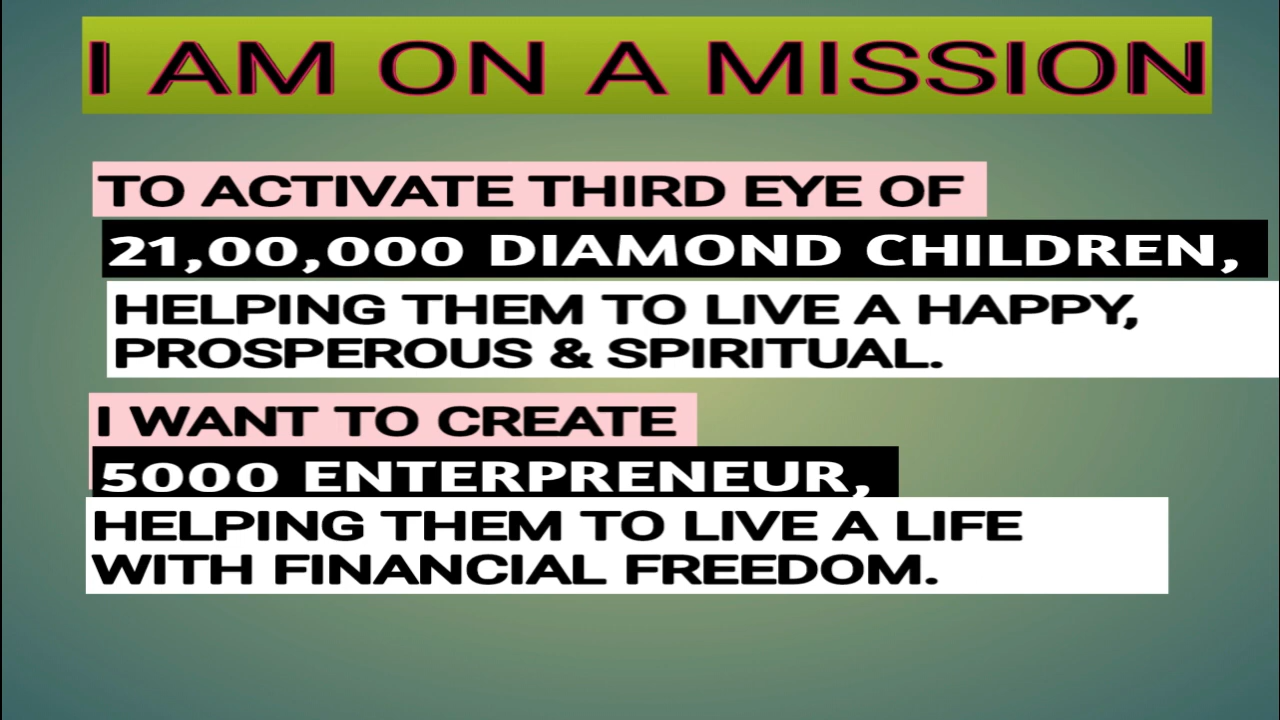 I AM ON A MISSION
TO ACTIVATE THIRD EYE OF
21,00,000 DIAMOND CHILDREN,
HELPING THEM TO LIVE A HAPPY,
PROSPEROUS & SPIRITUAL.
I WANT TO CREATE
5000 ENTERPRENEUR,
HELPING THEM TO LIVE A LIFE
WITH FINANCIAL FREEDOM.